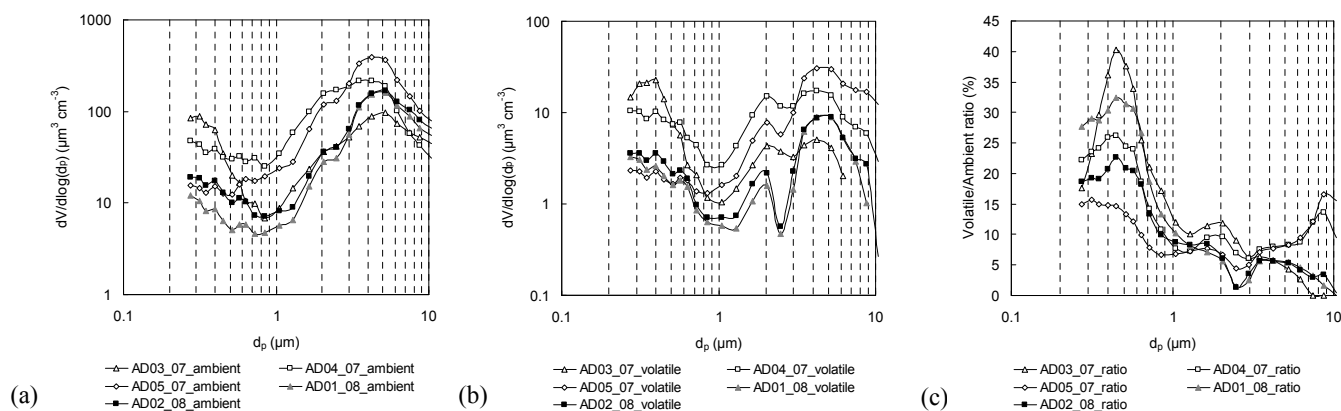 (a)
dV/dlog(dₚ) (µm³ cm⁻³)
1000
100
10
1
0.1
1
10
dₚ (µm)
AD03_07_ambient
AD04_07_ambient
AD05_07_ambient
AD01_08_ambient
AD02_08_ambient
(b)
dV/dlog(dₚ) (µm³ cm⁻³)
100
10
1
0.1
0.1
1
10
dₚ (µm)
AD03_07_volatile
AD04_07_volatile
AD05_07_volatile
AD01_08_volatile
AD02_08_volatile
(c)
Volatile/Ambient ratio (%)
45
40
35
30
25
20
15
10
5
0
0.1
1
10
dₚ (µm)
AD03_07_ratio
AD04_07_ratio
AD05_07_ratio
AD01_08_ratio
AD02_08_ratio